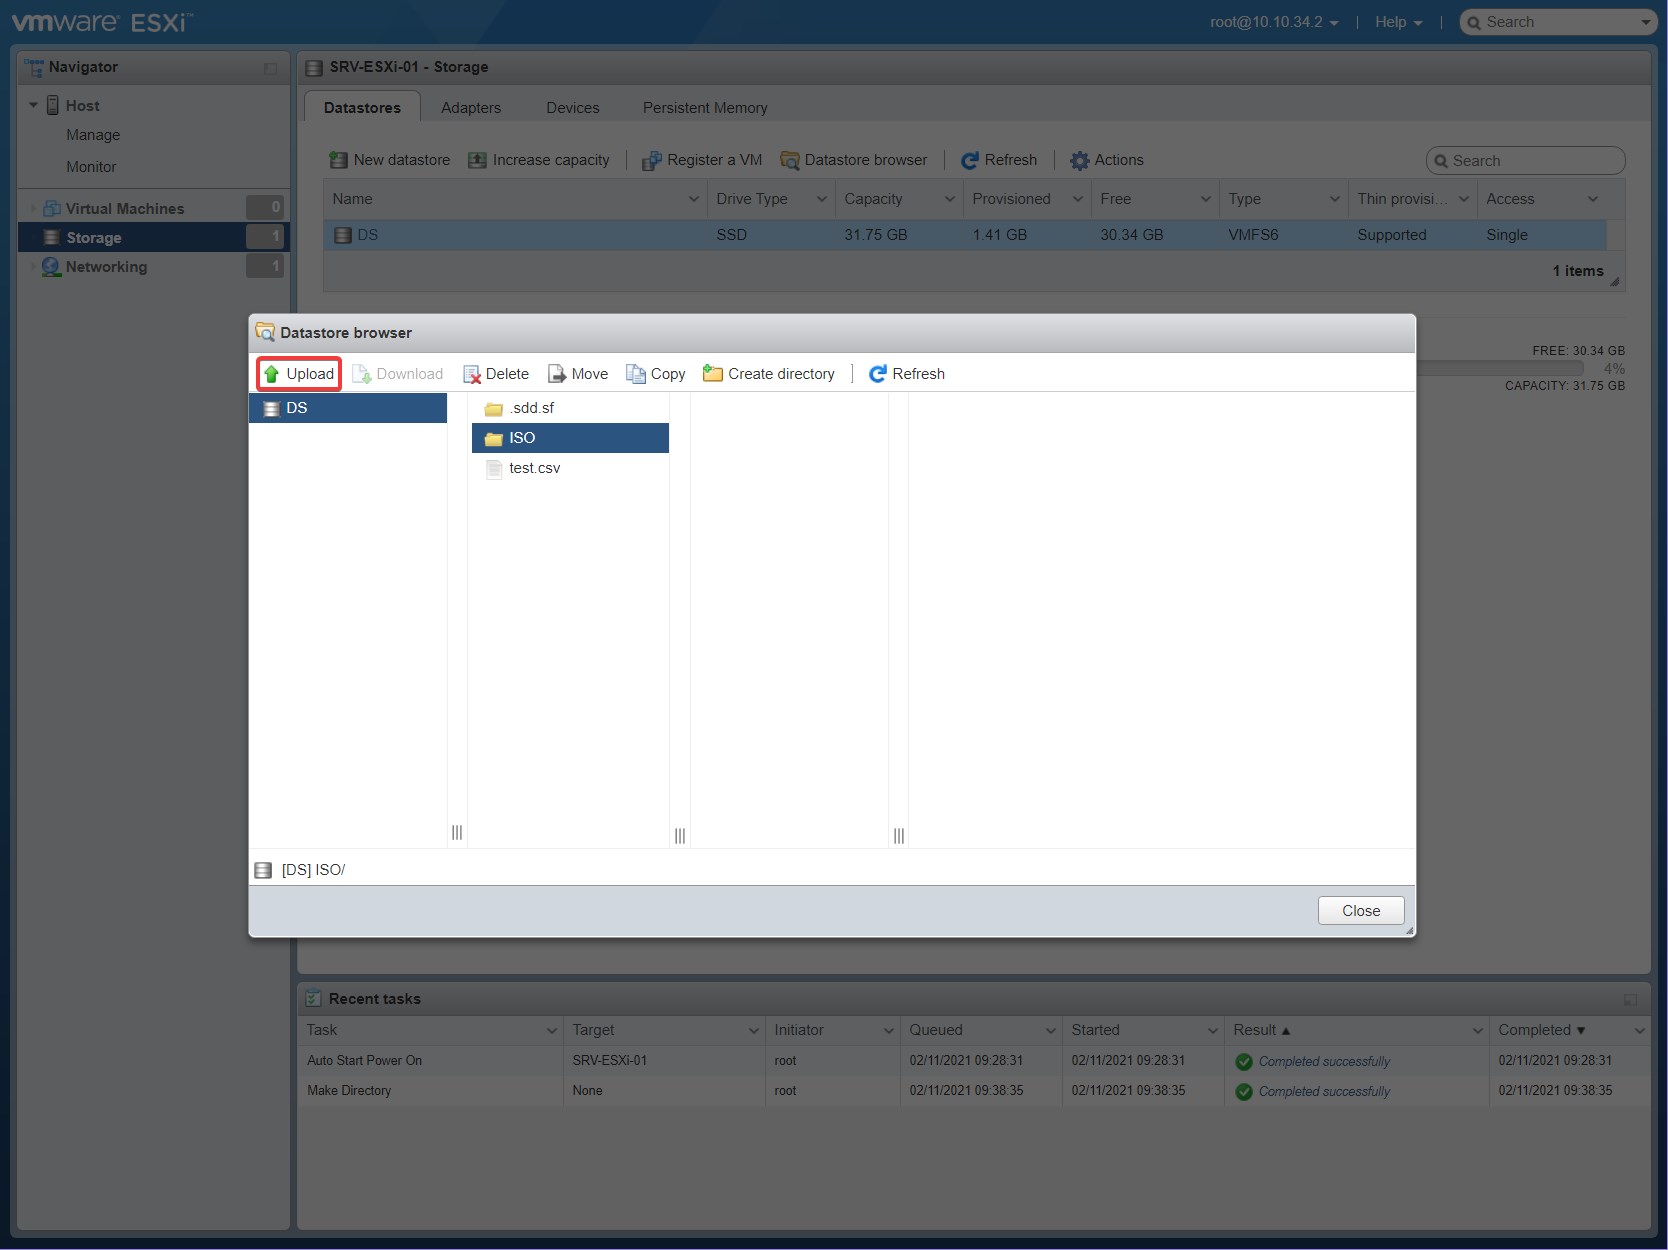 vmware ESXi™
root@10.10.34.2 | Help | Search
Navigator
Host
Manage
Monitor
Virtual Machines 0
Storage 1
Networking 1
SRV-ESXi-01 - Storage
Datastores Adapters Devices Persistent Memory
New datastore Increase capacity | Register a VM Datastore browser | Refresh | Actions Search
Name Drive Type Capacity Provisioned Free Type Thin provisi... Access
DS SSD 31.75 GB 1.41 GB 30.34 GB VMFS6 Supported Single
1 items
FREE: 30.34 GB
4%
CAPACITY: 31.75 GB
Datastore browser
Upload Download Delete Move Copy Create directory | Refresh
DS .sdd.sf
ISO
test.csv
[DS] ISO/
Close
Recent tasks
Task Target Initiator Queued Started Result Completed
Auto Start Power On SRV-ESXi-01 root 02/11/2021 09:28:31 02/11/2021 09:28:31 Completed successfully 02/11/2021 09:28:31
Make Directory None root 02/11/2021 09:38:35 02/11/2021 09:38:35 Completed successfully 02/11/2021 09:38:35